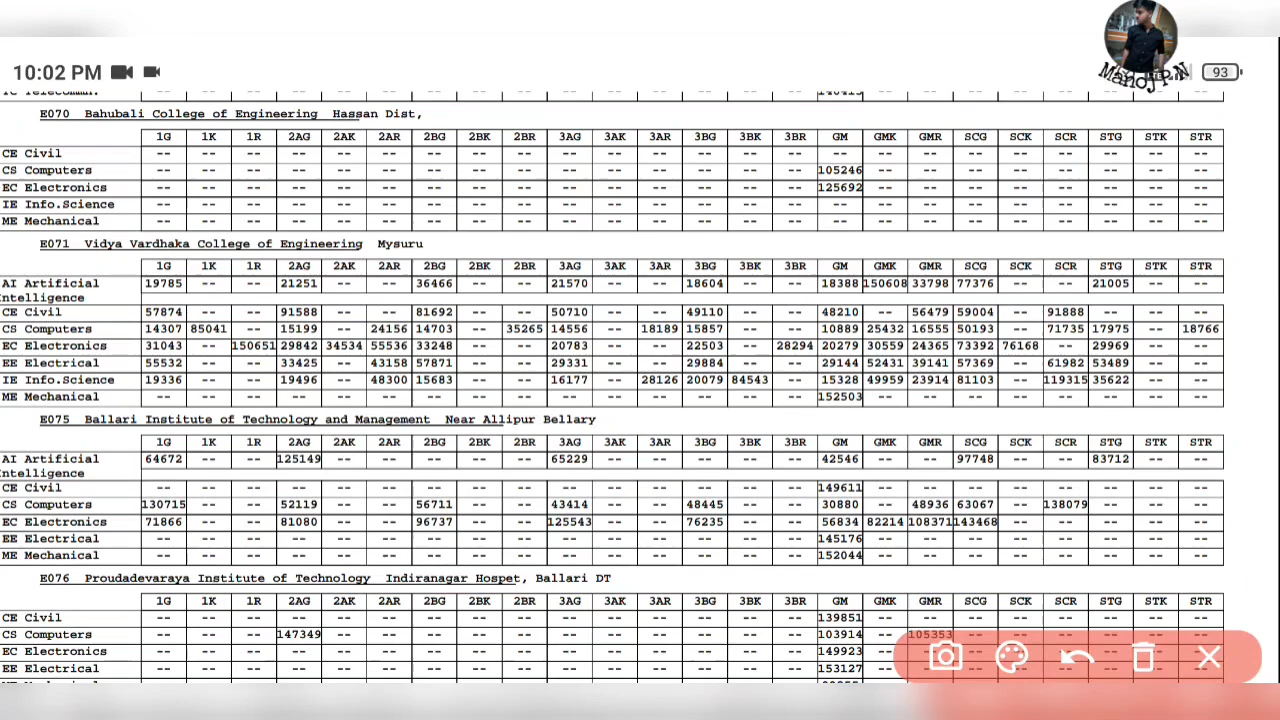 10:02 PM 93
Manoj P.N
LTE
E070 Bahubali College of Engineering Hassan Dist,
1G 1K 1R 2AG 2AK 2AR 2BG 2BK 2BR 3AG 3AK 3AR 3BG 3BK 3BR GM GMK GMR SCG SCK SCR STG STK STR
CE Civil -- -- -- -- -- -- -- -- -- -- -- -- -- -- -- -- -- -- -- -- -- -- -- --
CS Computers -- -- -- -- -- -- -- -- -- -- -- -- -- -- -- 105246 -- -- -- -- -- -- -- --
EC Electronics -- -- -- -- -- -- -- -- -- -- -- -- -- -- -- 125692 -- -- -- -- -- -- -- --
IE Info.Science -- -- -- -- -- -- -- -- -- -- -- -- -- -- -- -- -- -- -- -- -- -- -- --
ME Mechanical -- -- -- -- -- -- -- -- -- -- -- -- -- -- -- -- -- -- -- -- -- -- -- --
E071 Vidya Vardhaka College of Engineering Mysuru
1G 1K 1R 2AG 2AK 2AR 2BG 2BK 2BR 3AG 3AK 3AR 3BG 3BK 3BR GM GMK GMR SCG SCK SCR STG STK STR
AI Artificial 19785 -- -- 21251 -- -- 36466 -- -- 21570 -- -- 18604 -- -- 18388 150608 33798 77376 -- -- 21005 -- --
Intelligence
CE Civil 57874 -- -- 91588 -- -- 81692 -- -- 50710 -- -- 49110 -- -- 48210 -- 56479 59004 -- 91888 -- -- --
CS Computers 14307 85041 -- 15199 -- 24156 14703 -- 35265 14556 -- 18189 15857 -- -- 10889 25432 16555 50193 -- 71735 17975 -- 18766
EC Electronics 31043 -- 150651 29842 34534 55536 33248 -- -- 20783 -- -- 22503 -- 28294 20279 30559 24365 73392 76168 -- 29969 -- --
EE Electrical 55532 -- -- 33425 -- 43158 57871 -- -- 29331 -- -- 29884 -- -- 29144 52431 39141 57369 -- 61982 53489 -- --
IE Info.Science 19336 -- -- 19496 -- 48300 15683 -- -- 16177 -- 28126 20079 84543 -- 15328 49959 23914 81103 -- 119315 35622 -- --
ME Mechanical -- -- -- -- -- -- -- -- -- -- -- -- -- -- -- 152503 -- -- -- -- -- -- -- --
E075 Ballari Institute of Technology and Management Near Allipur Bellary
1G 1K 1R 2AG 2AK 2AR 2BG 2BK 2BR 3AG 3AK 3AR 3BG 3BK 3BR GM GMK GMR SCG SCK SCR STG STK STR
AI Artificial 64672 -- -- 125149 -- -- -- -- -- 65229 -- -- -- -- -- 42546 -- -- 97748 -- -- 83712 -- --
Intelligence
CE Civil -- -- -- -- -- -- -- -- -- -- -- -- -- -- -- 149611 -- -- -- -- -- -- -- --
CS Computers 130715 -- -- 52119 -- -- 56711 -- -- 43414 -- -- 48445 -- -- 30880 -- 48936 63067 -- 138079 -- -- --
EC Electronics 71866 -- -- 81080 -- -- 96737 -- -- 125543 -- -- 76235 -- -- 56834 82214 108371 143468 -- -- -- -- --
EE Electrical -- -- -- -- -- -- -- -- -- -- -- -- -- -- -- 145176 -- -- -- -- -- -- -- --
ME Mechanical -- -- -- -- -- -- -- -- -- -- -- -- -- -- -- 152044 -- -- -- -- -- -- -- --
E076 Proudadevaraya Institute of Technology Indiranagar Hospet, Ballari DT
1G 1K 1R 2AG 2AK 2AR 2BG 2BK 2BR 3AG 3AK 3AR 3BG 3BK 3BR GM GMK GMR SCG SCK SCR STG STK STR
CE Civil -- -- -- -- -- -- -- -- -- -- -- -- -- -- -- 139851 -- -- -- -- -- -- -- --
CS Computers -- -- -- 147349 -- -- -- -- -- -- -- -- -- -- -- 103914 -- 105353 -- -- -- -- -- --
EC Electronics -- -- -- -- -- -- -- -- -- -- -- -- -- -- -- 149923
EE Electrical -- -- -- -- -- -- -- -- -- -- -- -- -- -- -- 153127